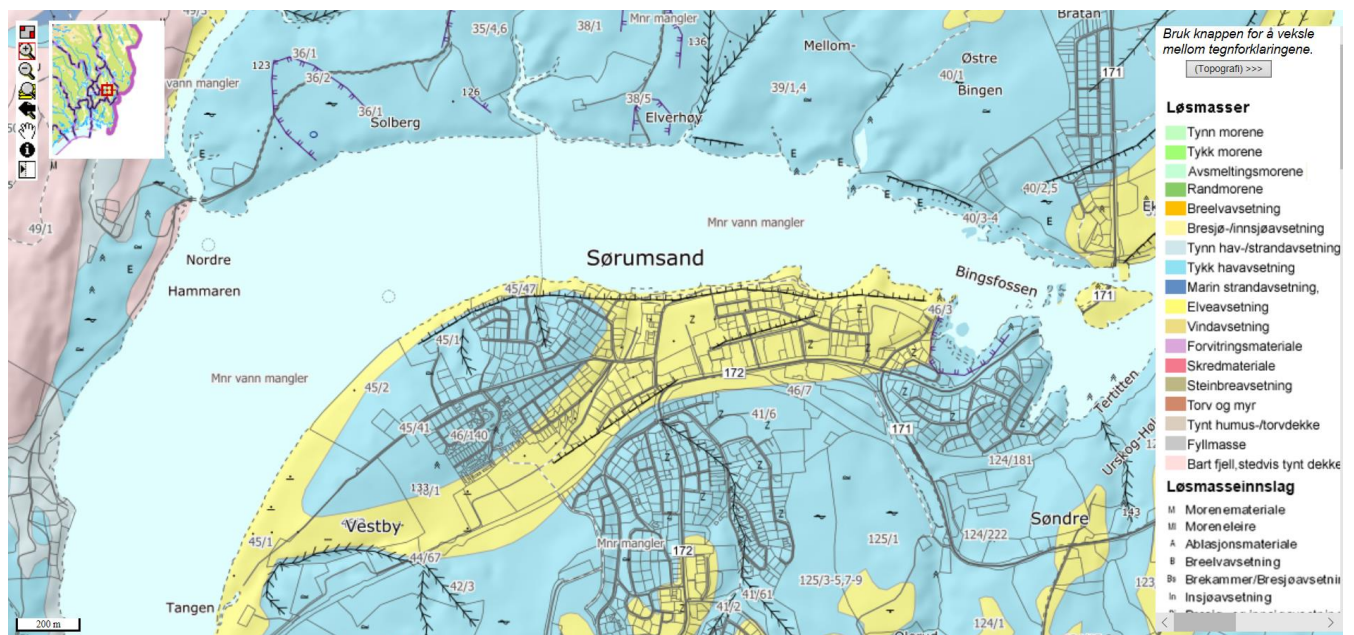 49/3
35/4,6
38/1
Mnr mangler
136
Bratan
36/1
123
36/2
36/1
Solberg
126
38/5
Elverhøy
Mellom-
39/1,4
Østre
40/1
Bingen
171
vann mangler
E
E
E
E
M
49/1
40/2,5
40/3-4
Mnr vann mangler
Nordre
Hammaren
Sørumsand
Bingsfossen
171
45/47
46/3
45/1
45/2
Mnr vann mangler
172
46/7
Z
Z
Z
Z
Z
41/6
45/41
46/140
171
Tertitten
Urskog-Høl
124/181
133
Vestby
45/1
44/67
42/3
Mnr mangler
172
125/1
Søndre
124/222
143
125/3-5,7-9
41/61
41/2
124/1
Tangen
200 m
Bruk knappen for å veksle
mellom tegnforklaringene.
(Topografi) >>>
Løsmasser
Tynn morene
Tykk morene
Avsmeltingsmorene
Randmorene
Breelvavsetning
Bresjø-/innsjøavsetning
Tynn hav-/strandavsetning
Tykk havavsetning
Marin strandavsetning,
Elveavsetning
Vindavsetning
Forvitringsmateriale
Skredmateriale
Steinbreavsetning
Torv og myr
Tynt humus-/torvdekke
Fyllmasse
Bart fjell,stedvis tynt dekke
Løsmasseinnslag
M Morenemateriale
Ml Moreneleire
A Ablasjonsmateriale
B Breelvavsetning
Bs Brekammer/Bresjøavsetnin
In Insjøavsetning